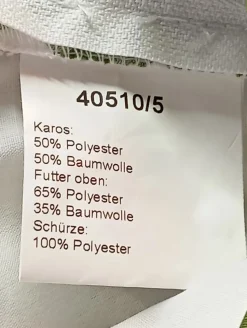 40510/5
Karos:
50% Polyester
50% Baumwolle
Futter oben:
65% Polyester
35% Baumwolle
Schürze:
100% Polyester